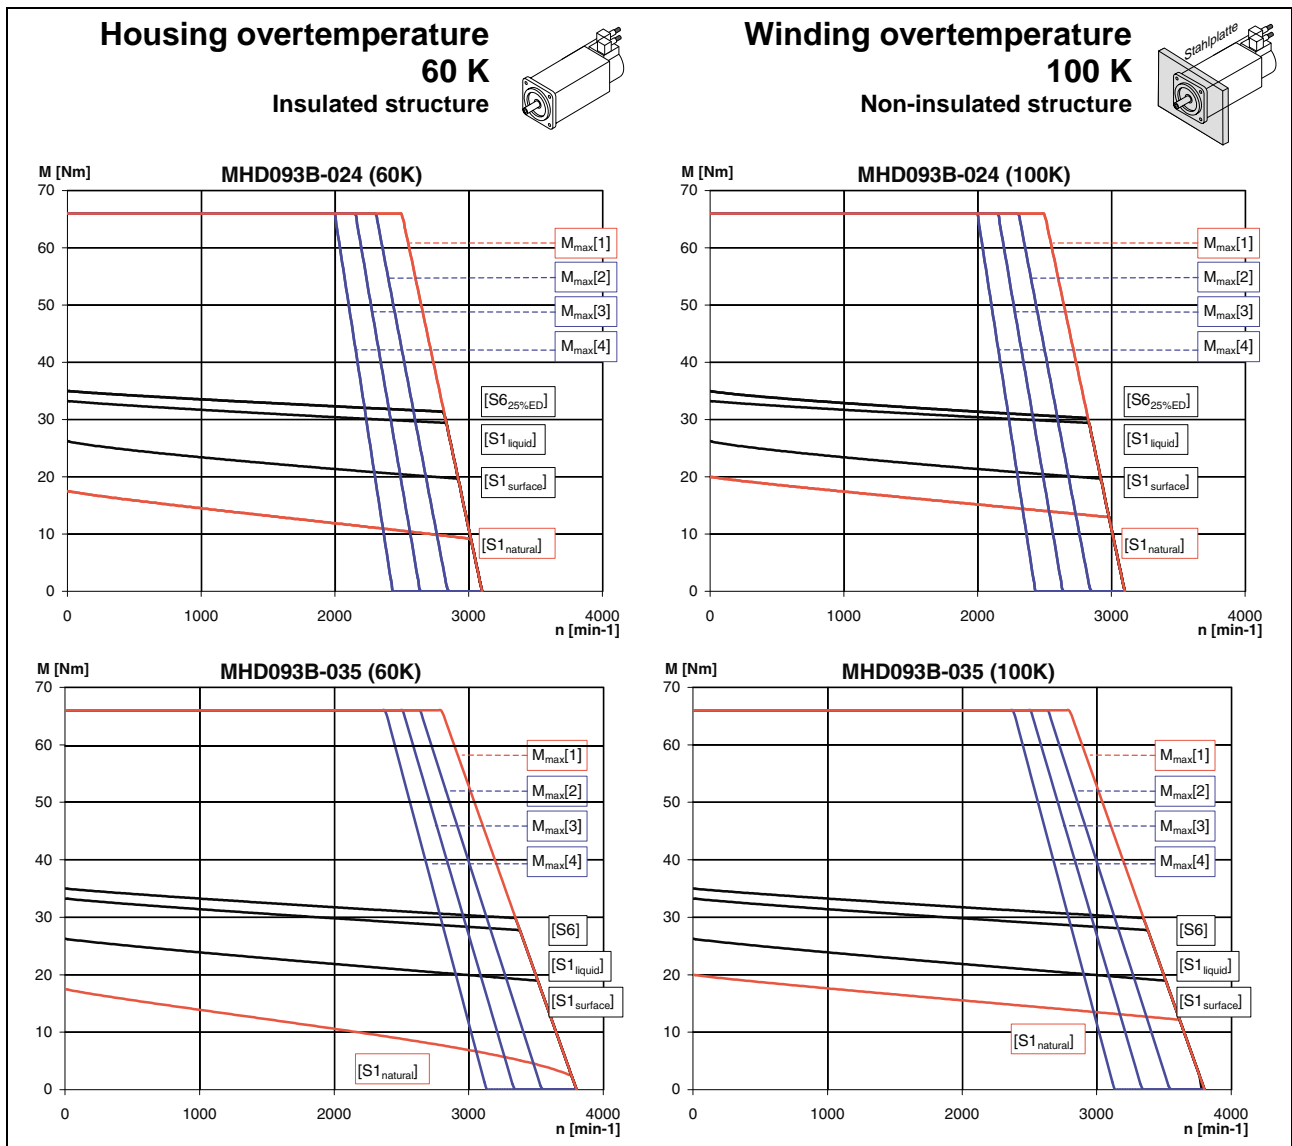 Housing overtemperature
60 K
Insulated structure
Winding overtemperature
100 K
Non-insulated structure
Stahlplatte
M [Nm]
MHD093B-024 (60K)
70
60
50
40
30
20
10
0
Mmax[1]
Mmax[2]
Mmax[3]
Mmax[4]
[S625%ED]
[S1liquid]
[S1surface]
[S1natural]
0
1000
2000
3000
4000
n [min-1]
M [Nm]
MHD093B-024 (100K)
70
60
50
40
30
20
10
0
Mmax[1]
Mmax[2]
Mmax[3]
Mmax[4]
[S625%ED]
[S1liquid]
[S1surface]
[S1natural]
0
1000
2000
3000
4000
n [min-1]
M [Nm]
MHD093B-035 (60K)
70
60
50
40
30
20
10
0
Mmax[1]
Mmax[2]
Mmax[3]
Mmax[4]
[S6]
[S1liquid]
[S1surface]
[S1natural]
0
1000
2000
3000
4000
n [min-1]
M [Nm]
MHD093B-035 (100K)
70
60
50
40
30
20
10
0
Mmax[1]
Mmax[2]
Mmax[3]
Mmax[4]
[S6]
[S1liquid]
[S1surface]
[S1natural]
0
1000
2000
3000
4000
n [min-1]